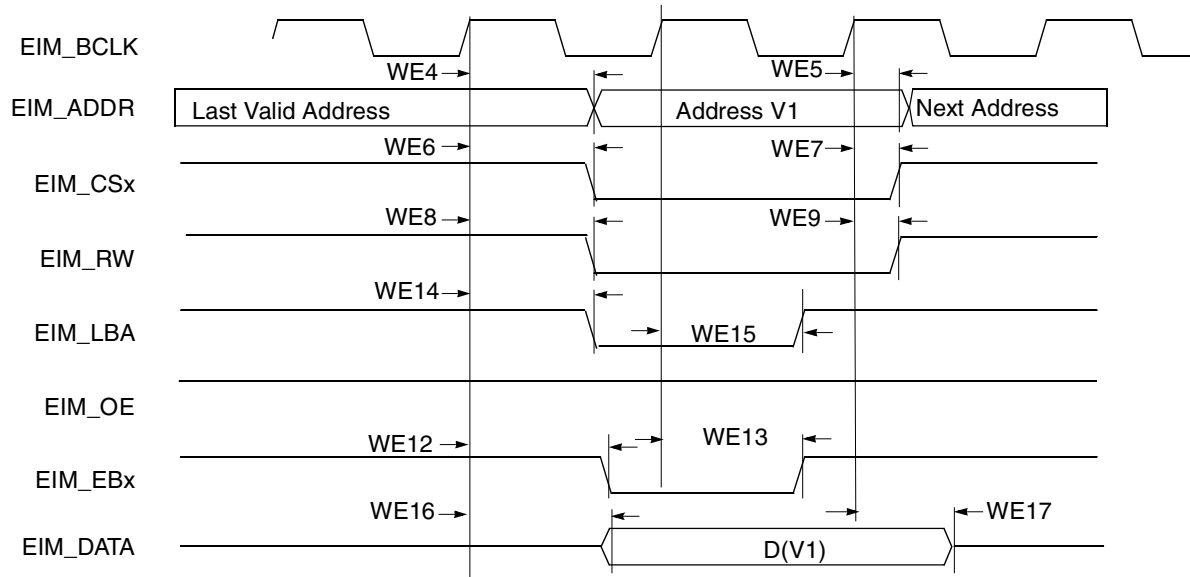 EIM_BCLK
WE4 WE5
EIM_ADDR Last Valid Address Address V1 Next Address
WE6 WE7
EIM_CSx
WE8 WE9
EIM_RW
WE14
EIM_LBA WE15
EIM_OE
WE12 WE13
EIM_EBx
WE16 WE17
EIM_DATA D(V1)